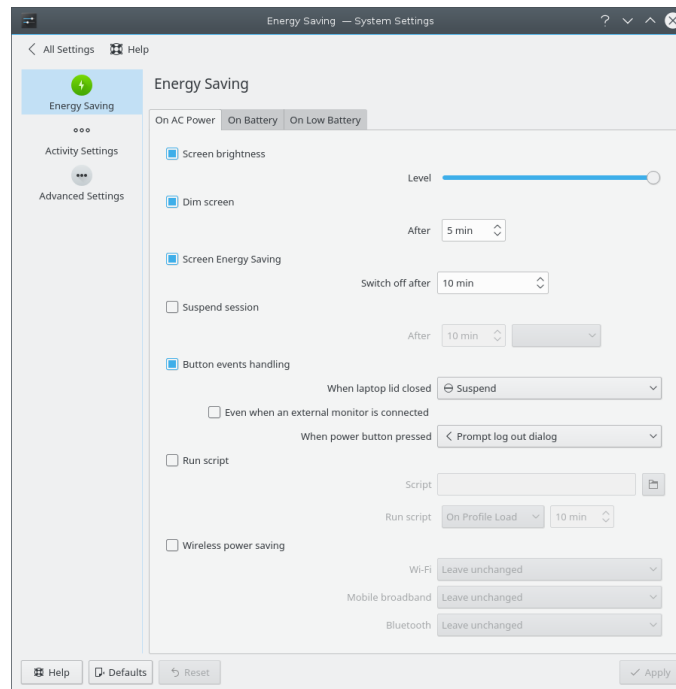 Energy Saving — System Settings
All Settings Help
Energy Saving
Activity Settings
Advanced Settings
Energy Saving
On AC Power On Battery On Low Battery
Screen brightness
Level
Dim screen
After 5 min
Screen Energy Saving
Switch off after 10 min
Suspend session
After 10 min
Button events handling
When laptop lid closed Suspend
Even when an external monitor is connected
When power button pressed Prompt log out dialog
Run script
Script
Run script On Profile Load 10 min
Wireless power saving
Wi-Fi Leave unchanged
Mobile broadband Leave unchanged
Bluetooth Leave unchanged
Help Defaults Reset Apply